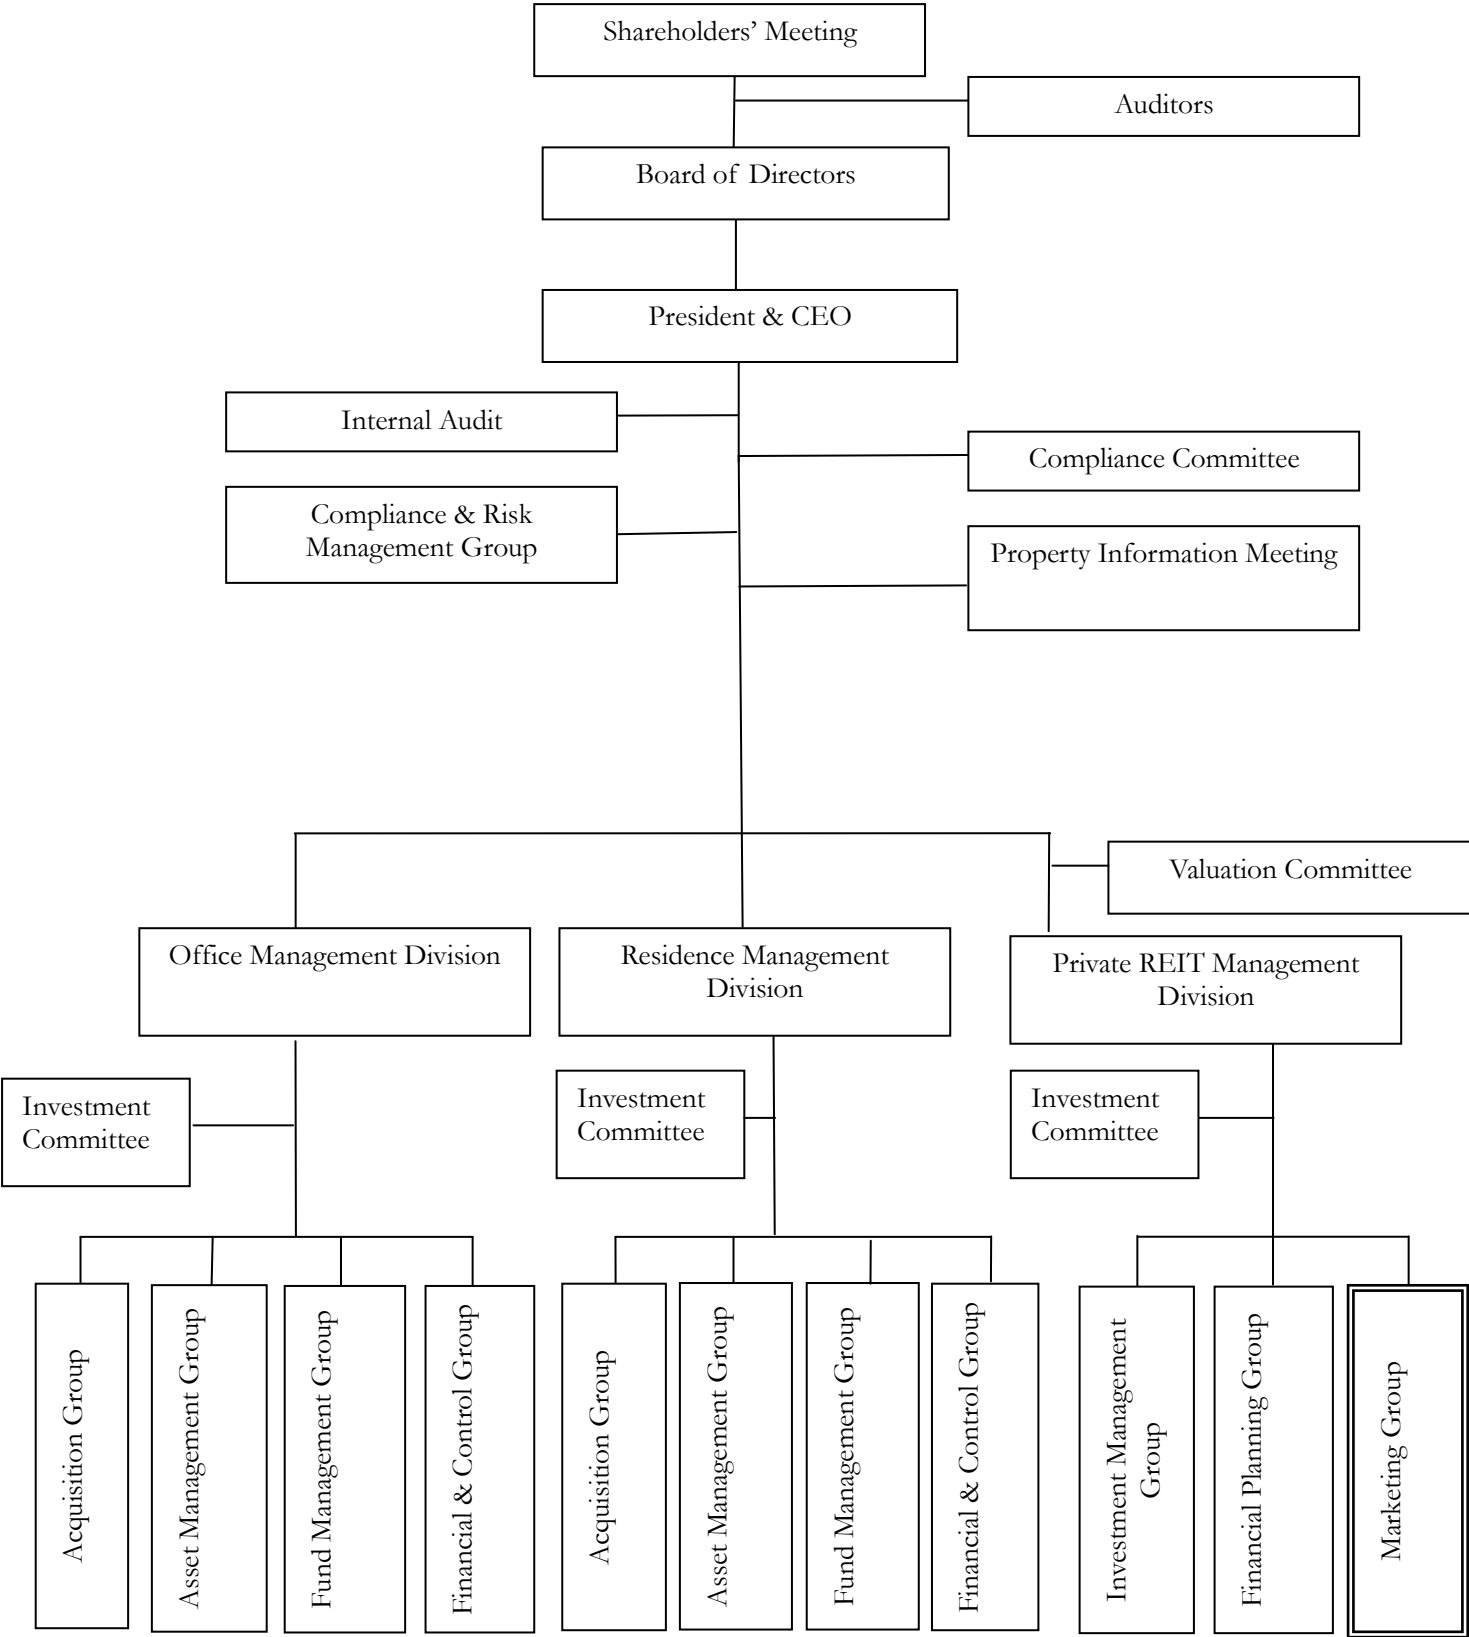 Shareholders’ Meeting
Auditors
Board of Directors
President & CEO
Internal Audit
Compliance Committee
Compliance & Risk
Management Group
Property Information Meeting
Valuation Committee
Office Management Division
Residence Management
Division
Private REIT Management
Division
Investment
Committee
Investment
Committee
Investment
Committee
Acquisition Group
Asset Management Group
Fund Management Group
Financial & Control Group
Acquisition Group
Asset Management Group
Fund Management Group
Financial & Control Group
Investment Management
Group
Financial Planning Group
Marketing Group